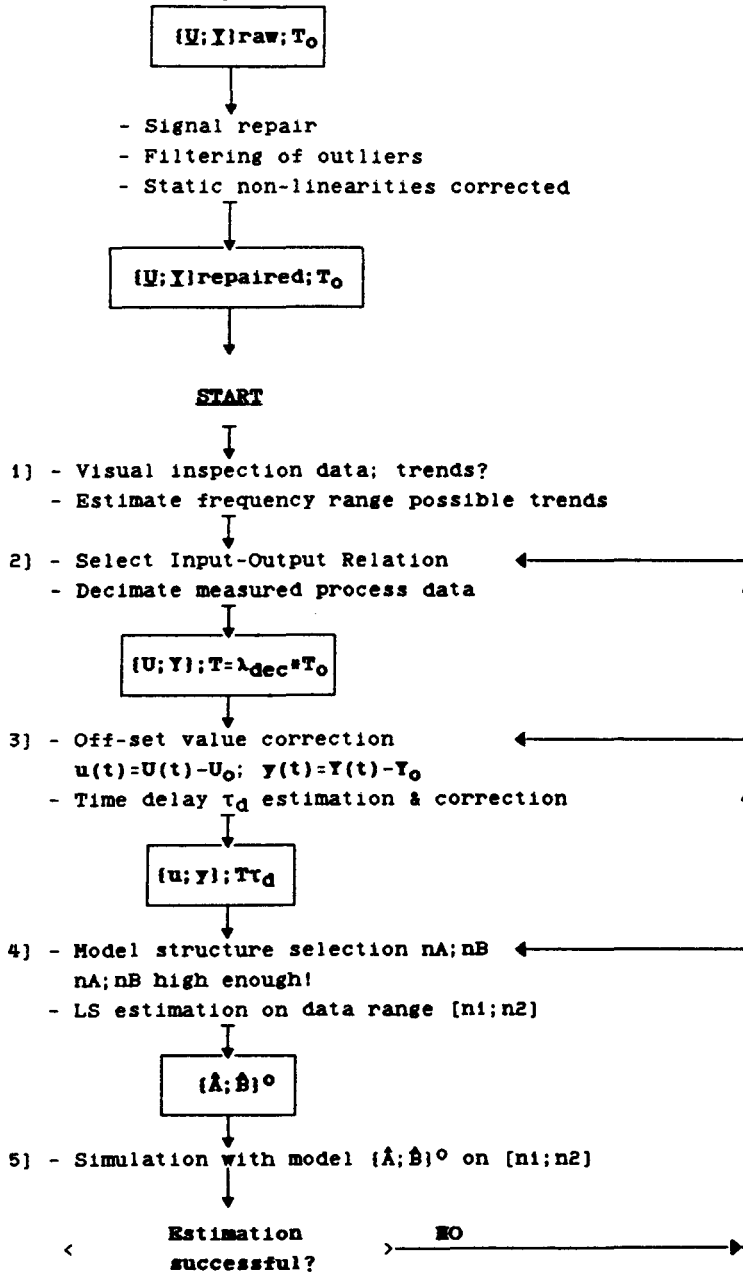 {U;Y}raw;To
- Signal repair
- Filtering of outliers
- Static non-linearities corrected
{U;Y}repaired;To
START
1] - Visual inspection data; trends?
- Estimate frequency range possible trends
2] - Select Input-Output Relation
- Decimate measured process data
{U;Y};T=λdec*To
3] - Off-set value correction
u(t)=U(t)-Uo; y(t)=Y(t)-Yo
- Time delay τd estimation & correction
{u;y};Tτd
4] - Model structure selection nA;nB
nA;nB high enough!
- LS estimation on data range [n1;n2]
{Â;B̂}o
5] - Simulation with model {Â;B̂}o on [n1;n2]
Estimation NO
< >
successful?